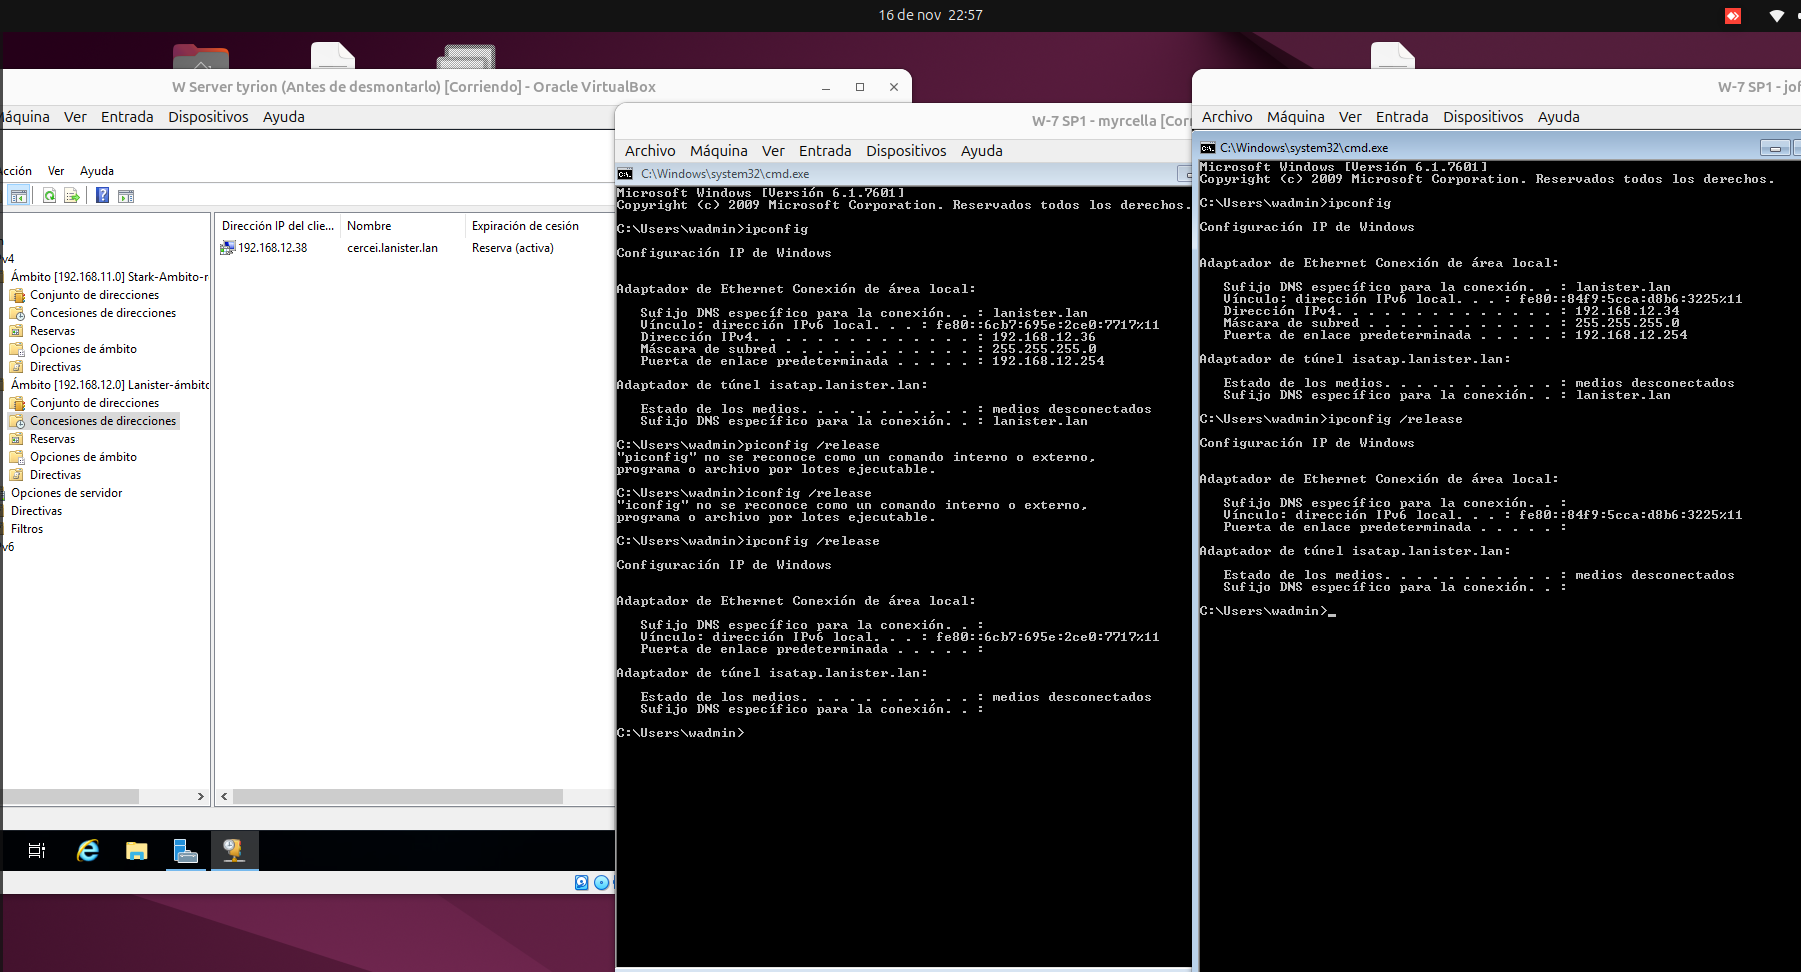 16 de nov 22:57
W Server tyrion (Antes de desmontarlo) [Corriendo] - Oracle VirtualBox
Máquina Ver Entrada Dispositivos Ayuda
Ver Ayuda
Dirección IP del clie... Nombre Expiración de cesión
192.168.12.38 cercei.lanister.lan Reserva (activa)
v4
Ámbito [192.168.11.0] Stark-Ambito-r
Conjunto de direcciones
Concesiones de direcciones
Reservas
Opciones de ámbito
Directivas
Ámbito [192.168.12.0] Lanister-ámbito
Conjunto de direcciones
Concesiones de direcciones
Reservas
Opciones de ámbito
Directivas
Opciones de servidor
Directivas
Filtros
v6
W-7 SP1 - myrcella [Corri
Archivo Máquina Ver Entrada Dispositivos Ayuda
C:\Windows\system32\cmd.exe
Microsoft Windows [Versión 6.1.7601]
Copyright (c) 2009 Microsoft Corporation. Reservados todos los derechos.
C:\Users\wadmin>ipconfig
Configuración IP de Windows
Adaptador de Ethernet Conexión de área local:
Sufijo DNS específico para la conexión. . : lanister.lan
Vínculo: dirección IPv6 local. . . : fe80::6cb7:695e:2ce0:7717%11
Dirección IPv4. . . . . . . . . . . . . . : 192.168.12.36
Máscara de subred . . . . . . . . . . . . : 255.255.255.0
Puerta de enlace predeterminada . . . . . : 192.168.12.254
Adaptador de túnel isatap.lanister.lan:
Estado de los medios. . . . . . . . . . . : medios desconectados
Sufijo DNS específico para la conexión. . : lanister.lan
C:\Users\wadmin>piconfig /release
"piconfig" no se reconoce como un comando interno o externo,
programa o archivo por lotes ejecutable.
C:\Users\wadmin>iconfig /release
"iconfig" no se reconoce como un comando interno o externo,
programa o archivo por lotes ejecutable.
C:\Users\wadmin>ipconfig /release
Configuración IP de Windows
Adaptador de Ethernet Conexión de área local:
Sufijo DNS específico para la conexión. . :
Vínculo: dirección IPv6 local. . . : fe80::6cb7:695e:2ce0:7717%11
Puerta de enlace predeterminada . . . . . :
Adaptador de túnel isatap.lanister.lan:
Estado de los medios. . . . . . . . . . . : medios desconectados
Sufijo DNS específico para la conexión. . :
C:\Users\wadmin>
W-7 SP1 - jof
Archivo Máquina Ver Entrada Dispositivos Ayuda
C:\Windows\system32\cmd.exe
Microsoft Windows [Versión 6.1.7601]
Copyright (c) 2009 Microsoft Corporation. Reservados todos los derechos.
C:\Users\wadmin>ipconfig
Configuración IP de Windows
Adaptador de Ethernet Conexión de área local:
Sufijo DNS específico para la conexión. . : lanister.lan
Vínculo: dirección IPv6 local. . . : fe80::84f9:5cca:d8b6:3225%11
Dirección IPv4. . . . . . . . . . . . . . : 192.168.12.34
Máscara de subred . . . . . . . . . . . . : 255.255.255.0
Puerta de enlace predeterminada . . . . . : 192.168.12.254
Adaptador de túnel isatap.lanister.lan:
Estado de los medios. . . . . . . . . . . : medios desconectados
Sufijo DNS específico para la conexión. . : lanister.lan
C:\Users\wadmin>ipconfig /release
Configuración IP de Windows
Adaptador de Ethernet Conexión de área local:
Sufijo DNS específico para la conexión. . :
Vínculo: dirección IPv6 local. . . : fe80::84f9:5cca:d8b6:3225%11
Puerta de enlace predeterminada . . . . . :
Adaptador de túnel isatap.lanister.lan:
Estado de los medios. . . . . . . . . . . : medios desconectados
Sufijo DNS específico para la conexión. . :
C:\Users\wadmin>_